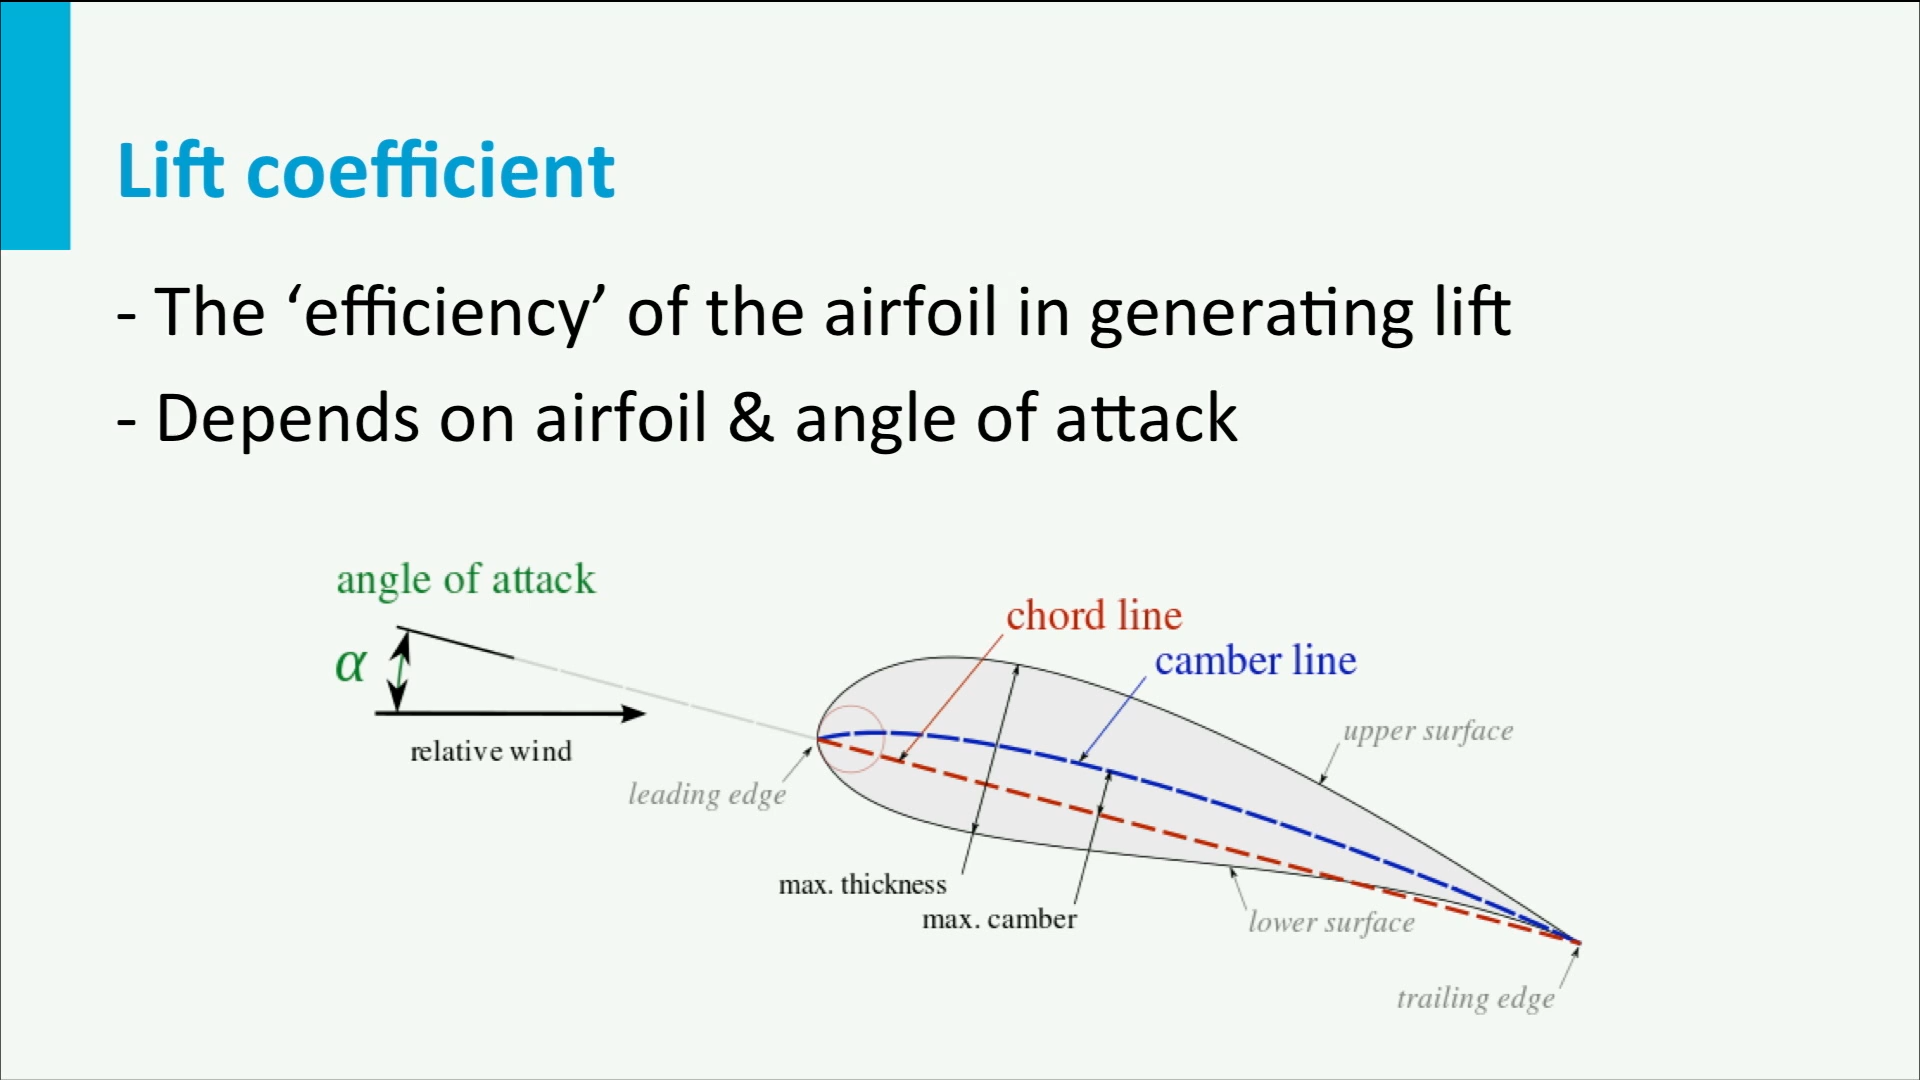 Lift coefficient
- The ‘efficiency’ of the airfoil in generating lift
- Depends on airfoil & angle of attack
angle of attack
α
relative wind
leading edge
chord line
camber line
upper surface
max. thickness
max. camber
lower surface
trailing edge